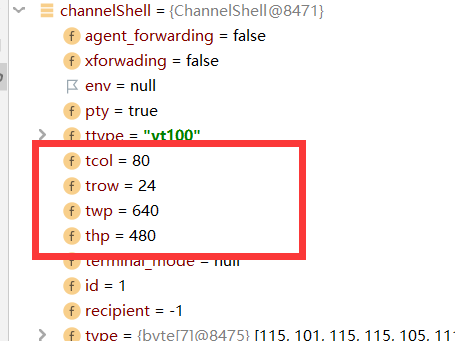 channelShell = {ChannelShell@8471}
agent_forwarding = false
xforwading = false
env = null
pty = true
ttype = "vt100"
tcol = 80
trow = 24
twp = 640
thp = 480
terminal_mode = null
id = 1
recipient = -1
type = {byte[7]@8475} [115, 101, 115, 115, 105, 111